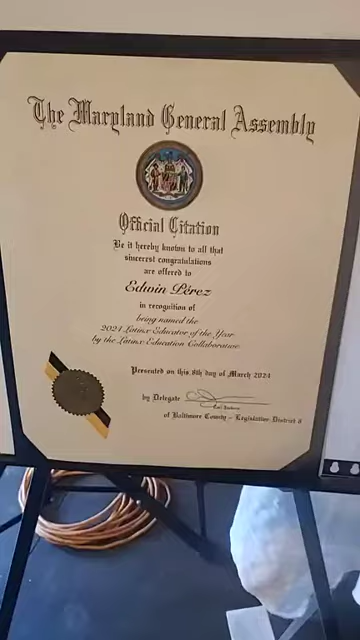 The Maryland General Assembly
Official Citation
Be it hereby known to all that
sincerest congratulations
are offered to
Edwin Pérez
in recognition of
being named the
2024 Latinx Educator of the Year
by the Latinx Education Collaborative
Presented on this 8th day of March 2024
by Delegate
of Baltimore County – Legislative District 8